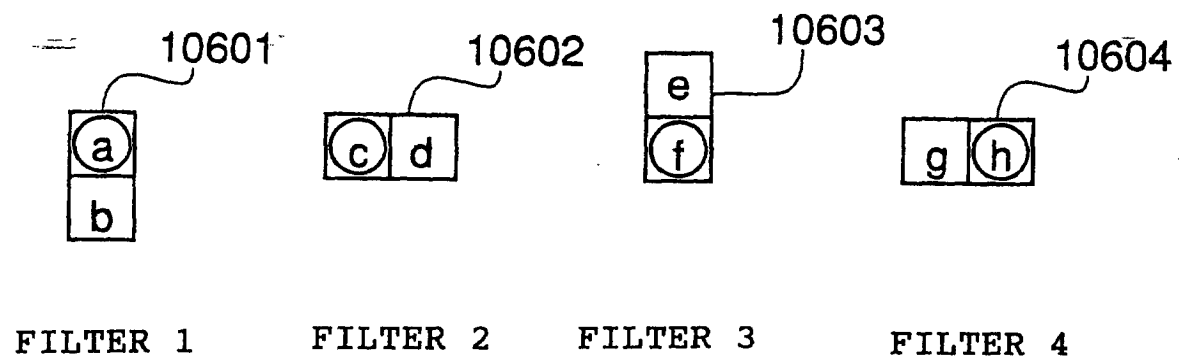 10601 10602 10603 10604
a
b
c d
e
f
g h
FILTER 1 FILTER 2 FILTER 3 FILTER 4